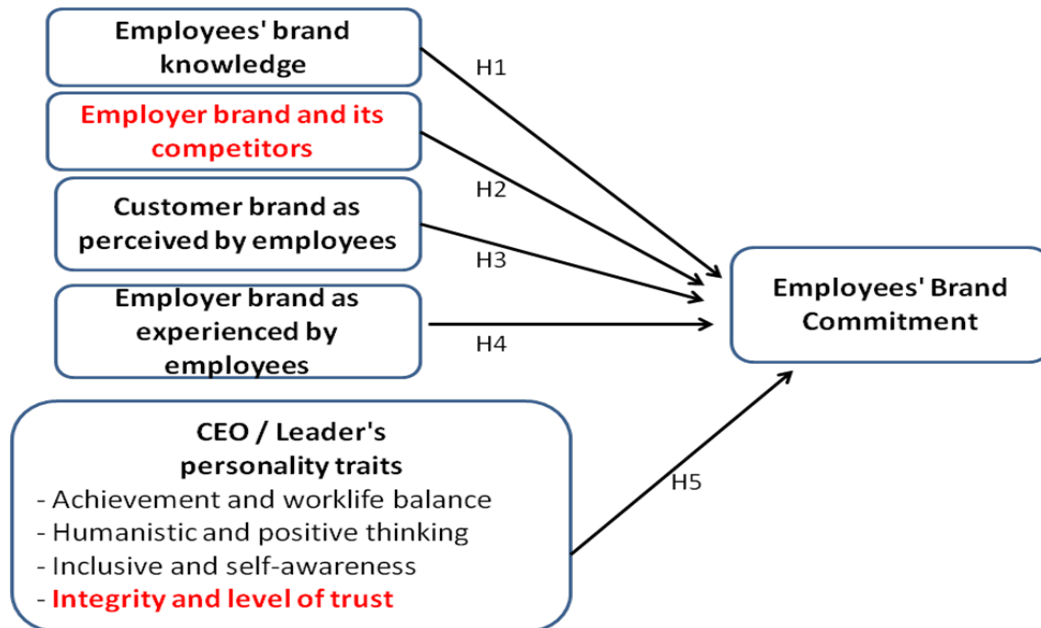 Employees' brand
knowledge
H1
Employer brand and its
competitors
H2
Customer brand as
perceived by employees
H3
Employer brand as
experienced by
employees
H4
Employees' Brand
Commitment
CEO / Leader's
personality traits
- Achievement and worklife balance
- Humanistic and positive thinking
- Inclusive and self-awareness
- Integrity and level of trust
H5